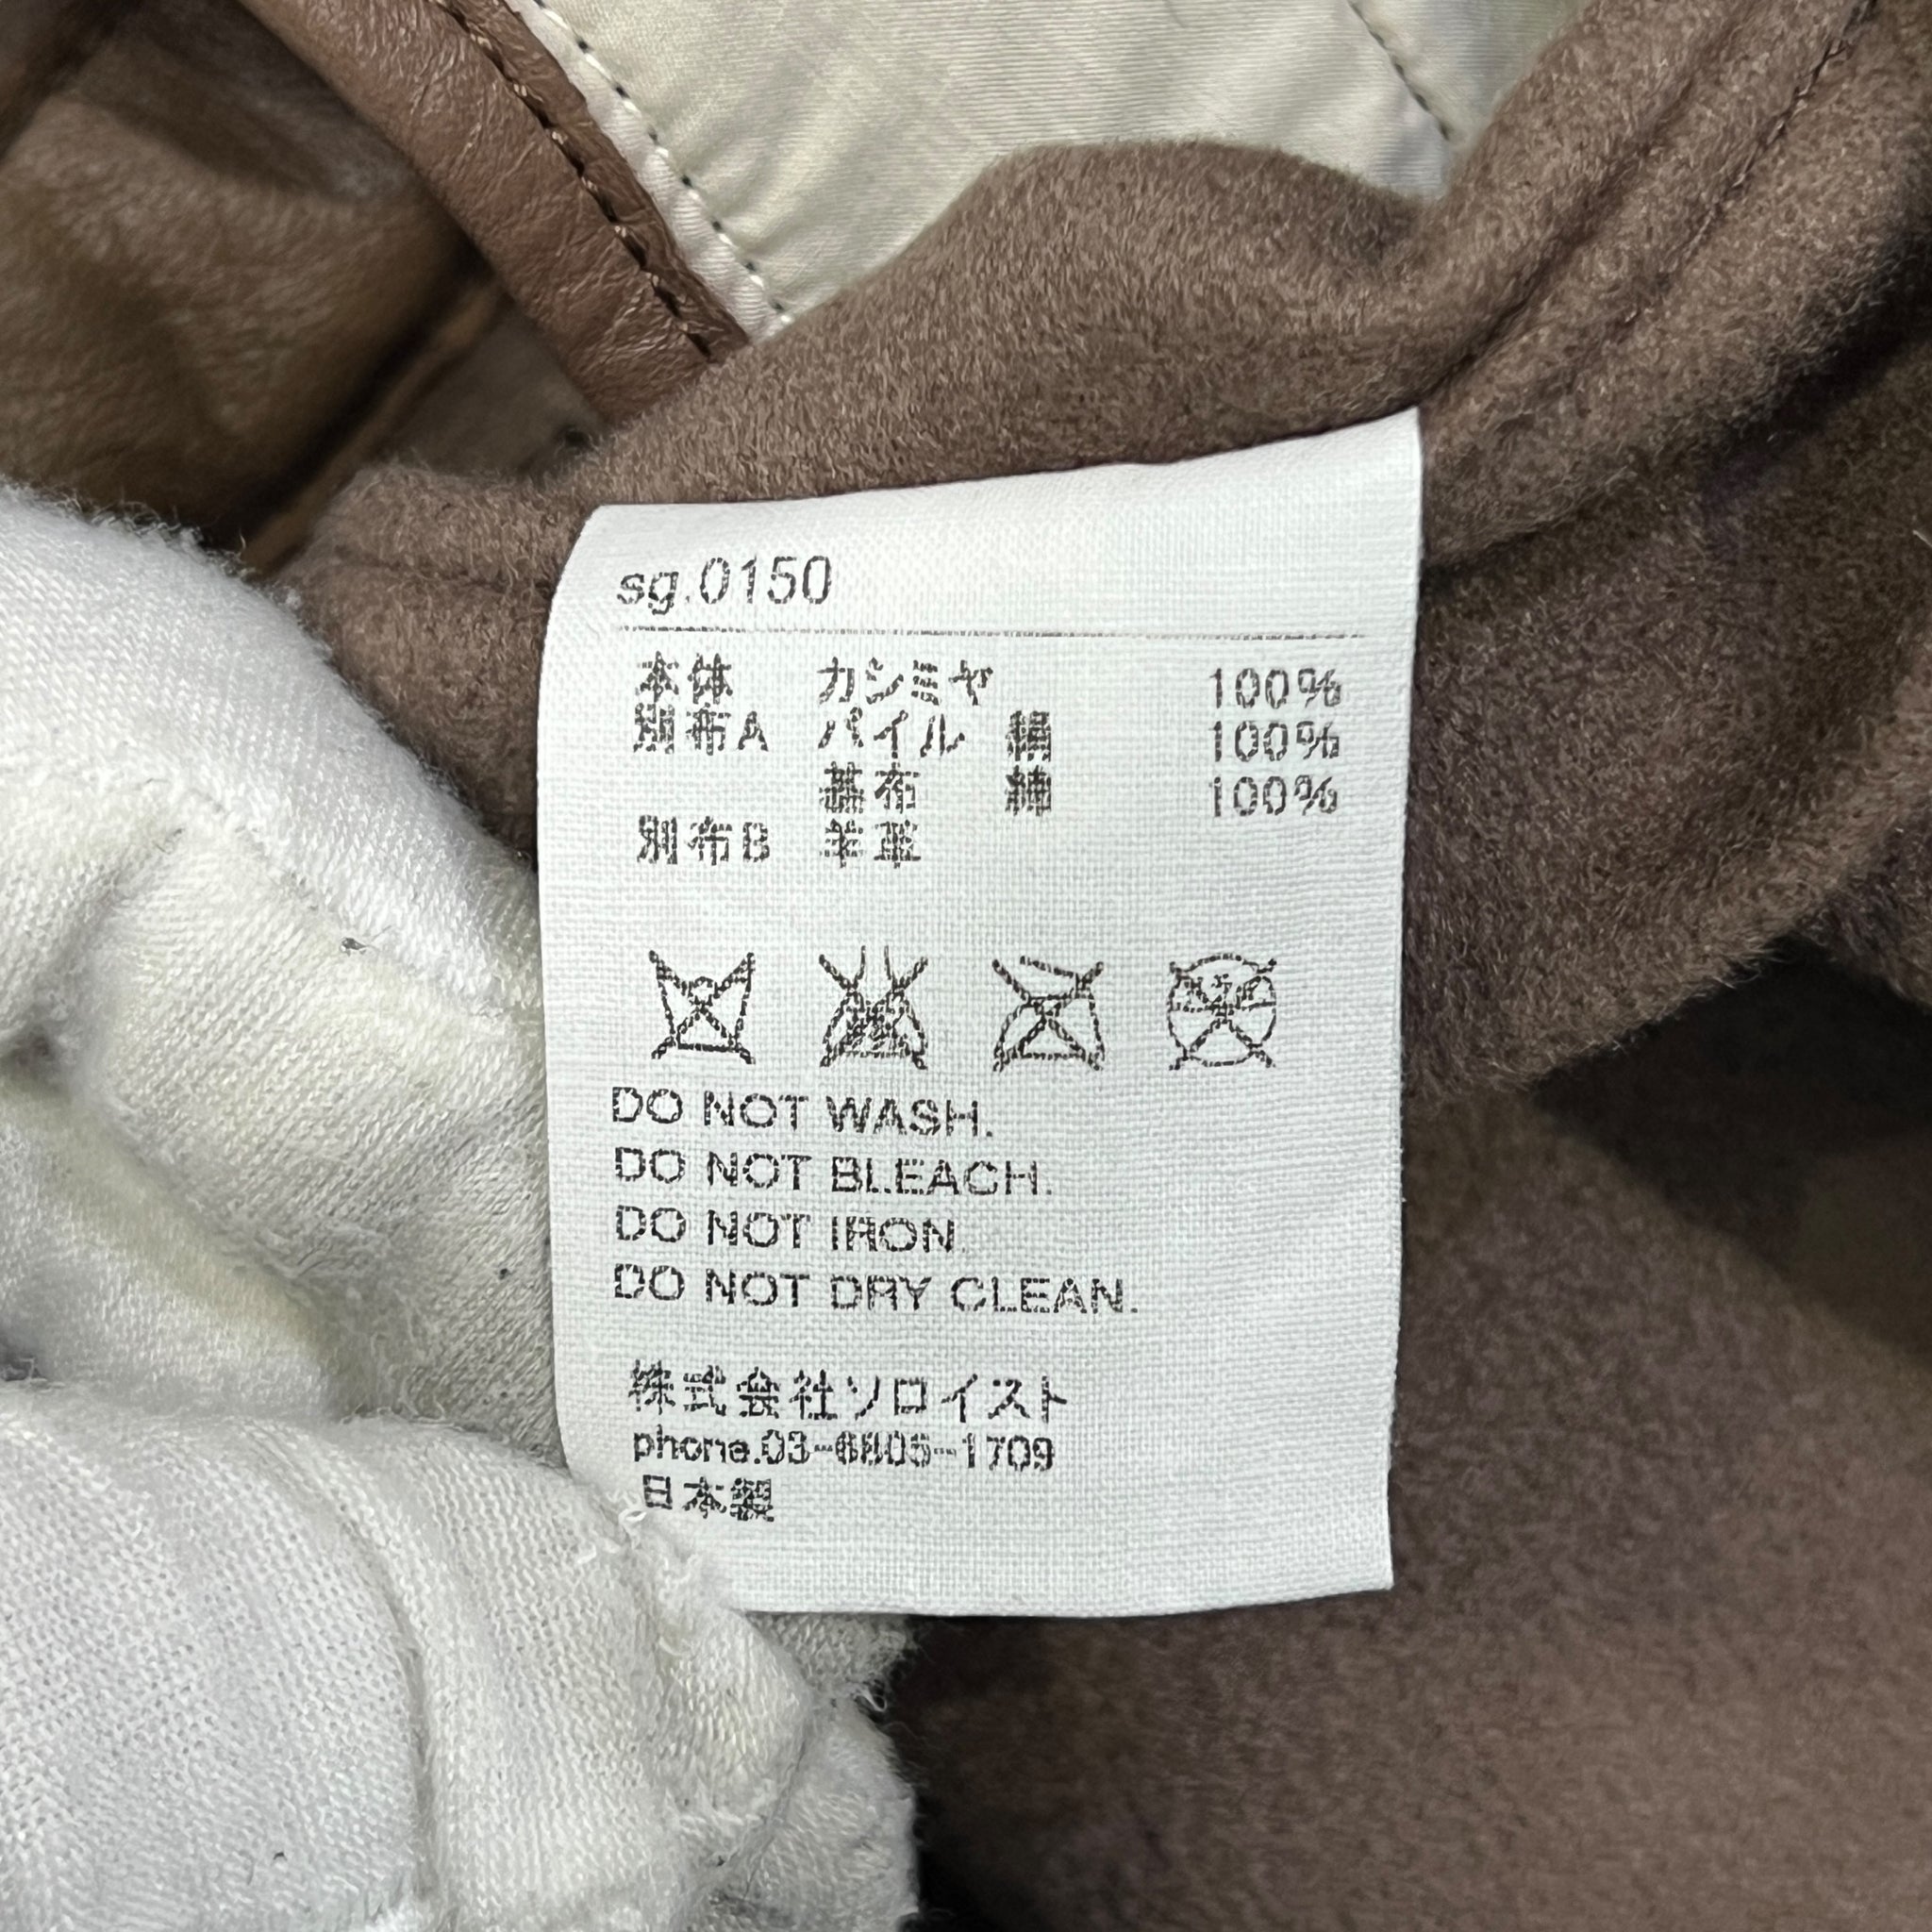 sg.0150
本体 カシミヤ 100%
別布A パイル 絹 100%
基布 綿 100%
別布B 羊革
DO NOT WASH.
DO NOT BLEACH.
DO NOT IRON.
DO NOT DRY CLEAN.
株式会社ソロイスト
phone.03-6805-1709
日本製